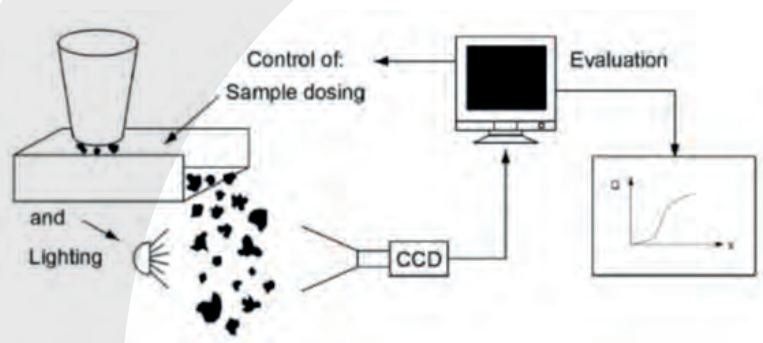 Control of:
Sample dosing
Evaluation
and
Lighting
CCD
Q
x